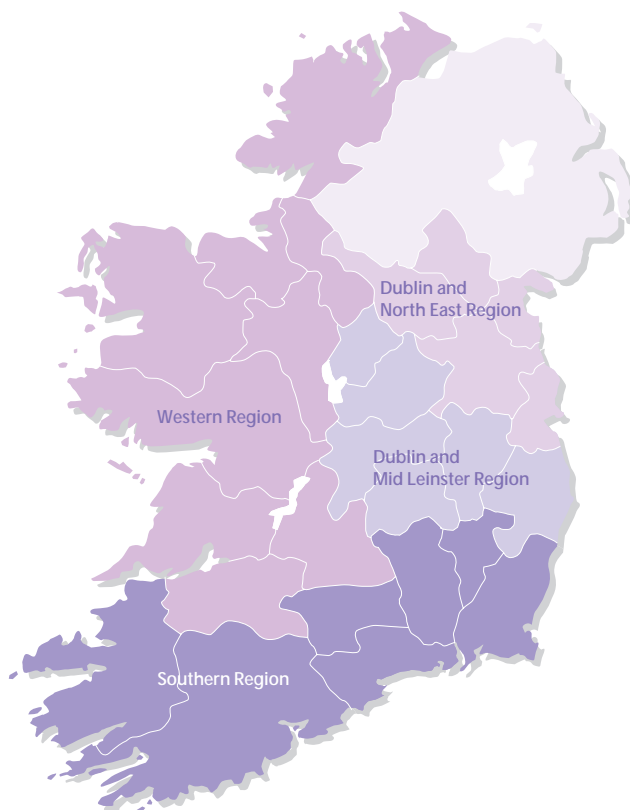 Dublin and
North East Region
Western Region
Dublin and
Mid Leinster Region
Southern Region